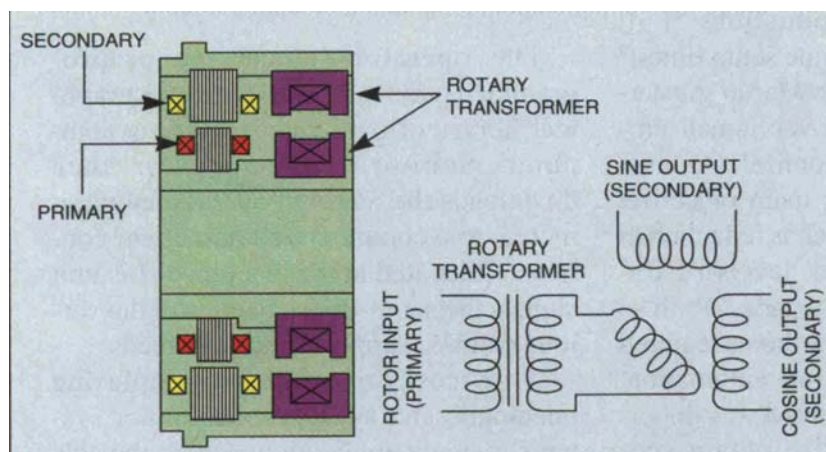 SECONDARY
PRIMARY
ROTARY
TRANSFORMER
SINE OUTPUT
(SECONDARY)
ROTARY
TRANSFORMER
ROTOR INPUT
(PRIMARY)
COSINE OUTPUT
(SECONDARY)